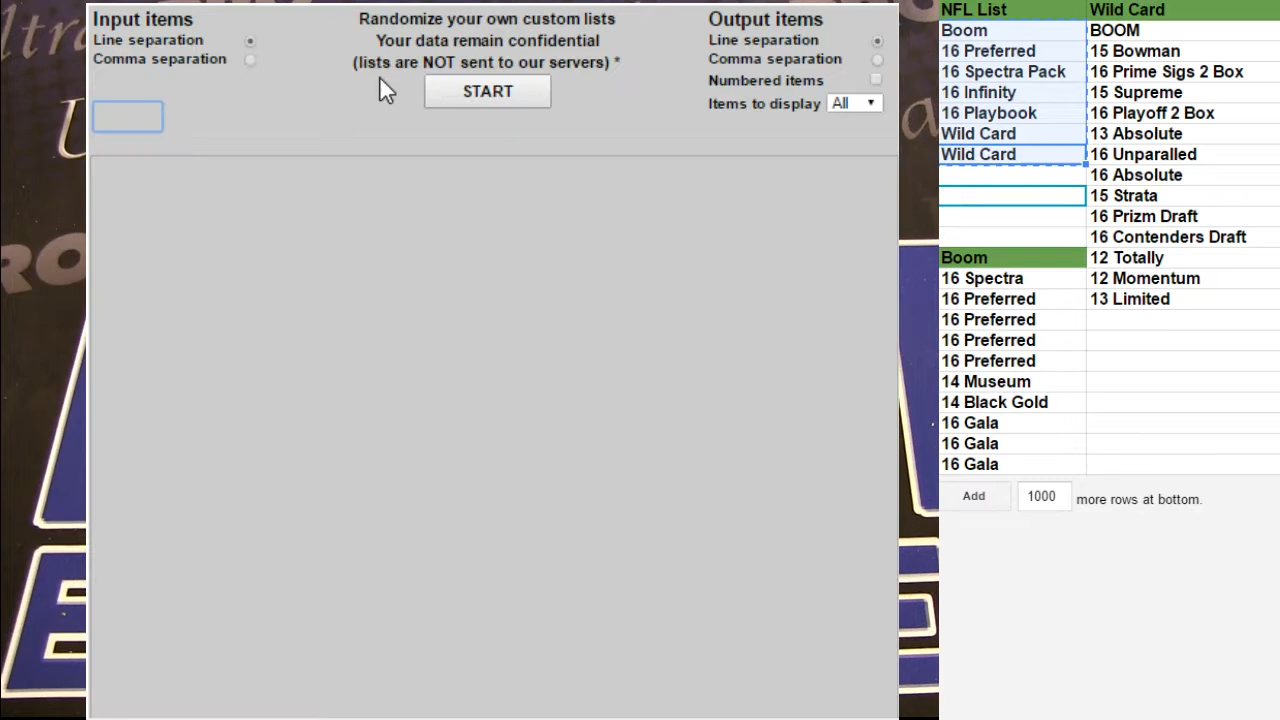 Input items
Line separation
Comma separation
Randomize your own custom lists
Your data remain confidential
(lists are NOT sent to our servers) *
START
Output items
Line separation
Comma separation
Numbered items
Items to display All
NFL List
Boom
16 Preferred
16 Spectra Pack
16 Infinity
16 Playbook
Wild Card
Wild Card
Boom
16 Spectra
16 Preferred
16 Preferred
16 Preferred
16 Preferred
14 Museum
14 Black Gold
16 Gala
16 Gala
16 Gala
Wild Card
BOOM
15 Bowman
16 Prime Sigs 2 Box
15 Supreme
16 Playoff 2 Box
13 Absolute
16 Unparalled
16 Absolute
15 Strata
16 Prizm Draft
16 Contenders Draft
12 Totally
12 Momentum
13 Limited
Add 1000 more rows at bottom.